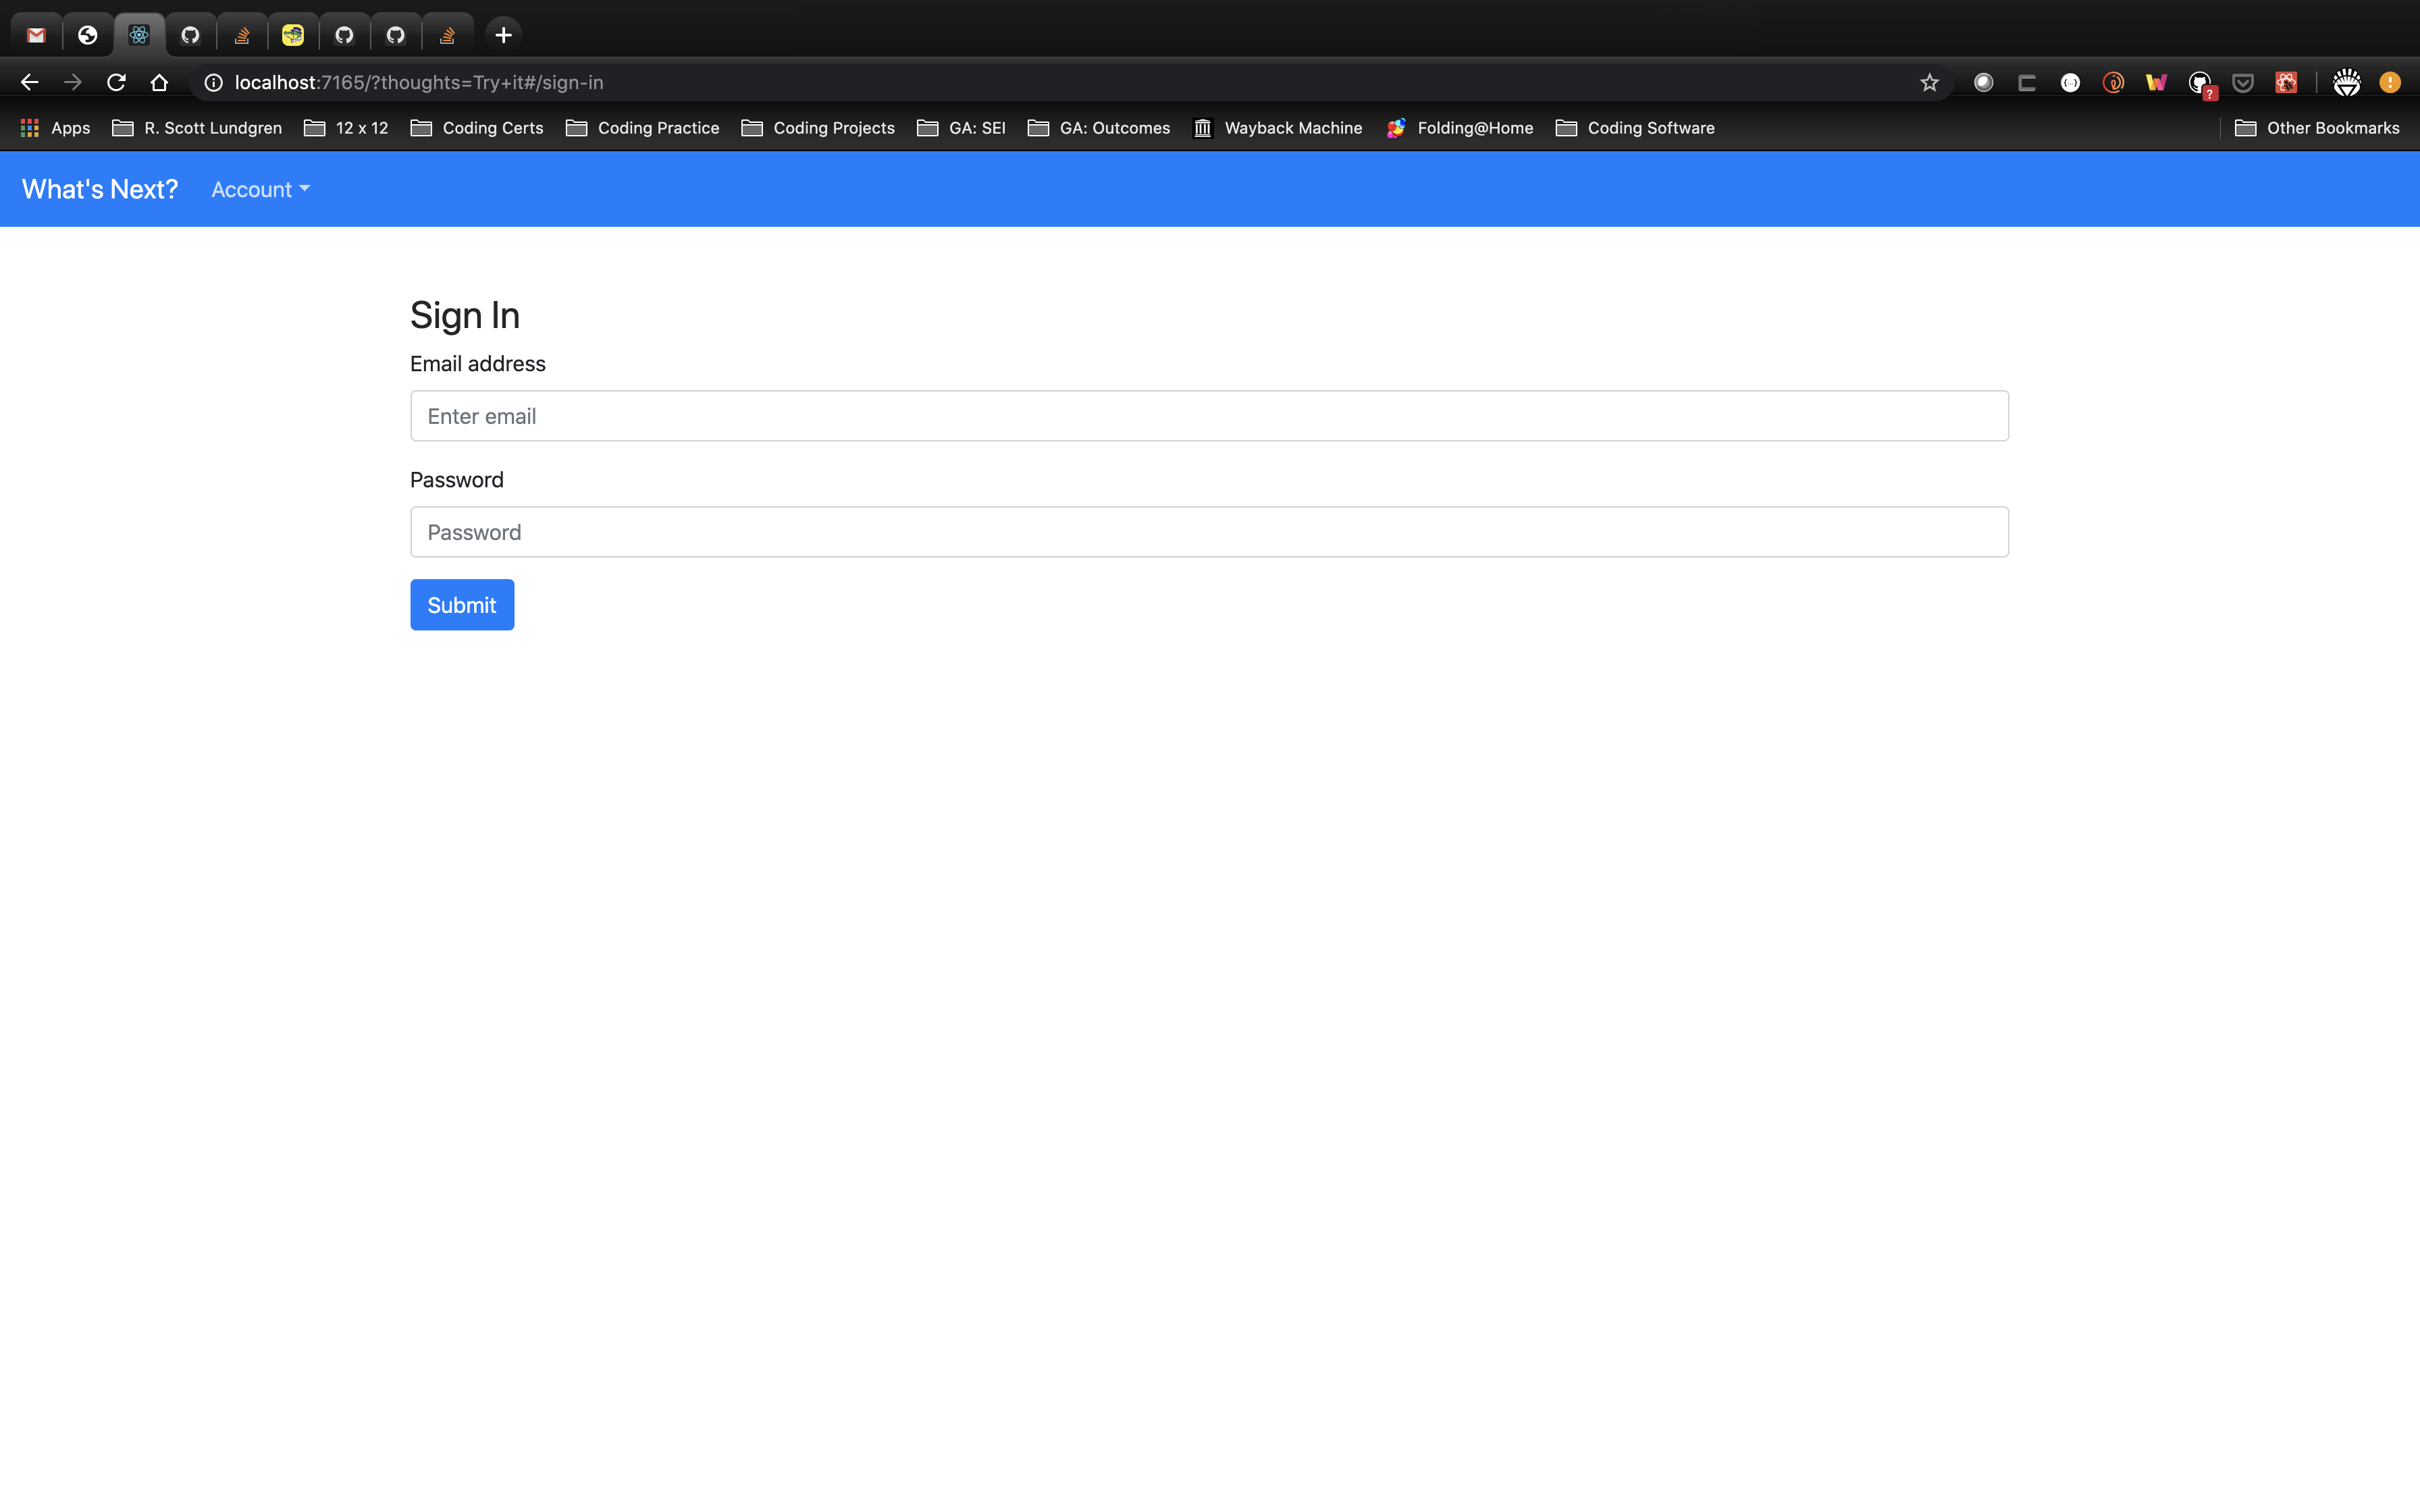 localhost:7165/?thoughts=Try+it#/sign-in
Apps R. Scott Lundgren 12 x 12 Coding Certs Coding Practice Coding Projects GA: SEI GA: Outcomes Wayback Machine Folding@Home Coding Software Other Bookmarks
What's Next? Account
Sign In
Email address
Enter email
Password
Password
Submit